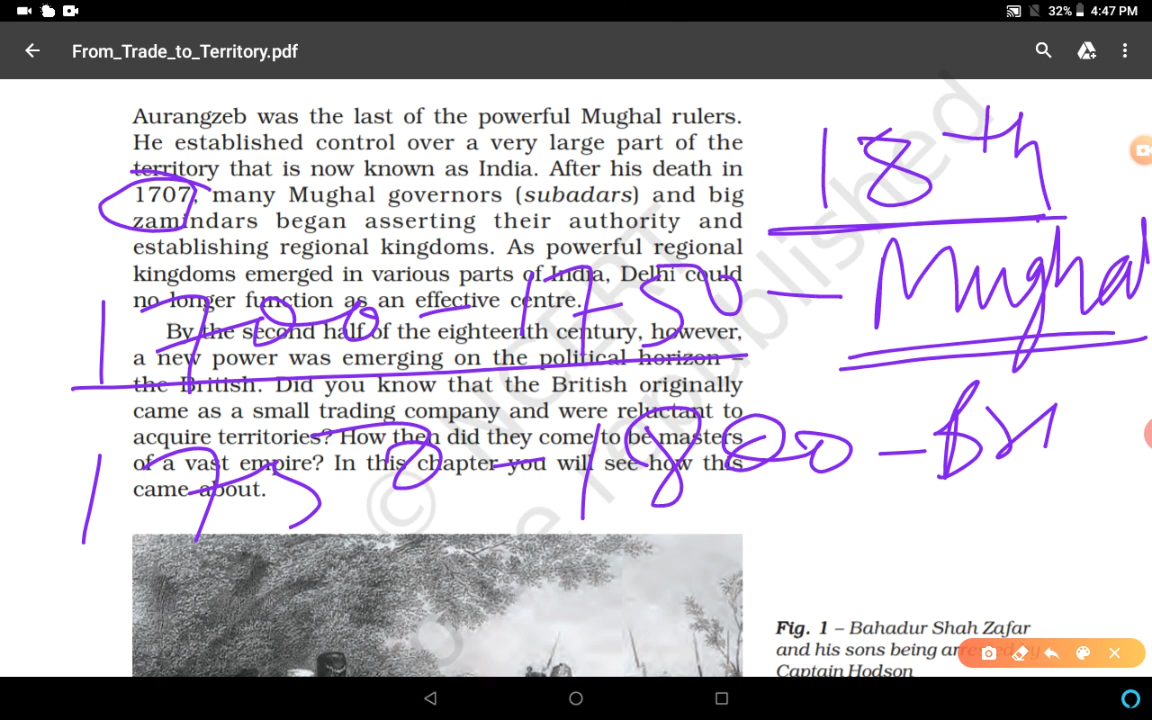 32% 4:47 PM
From_Trade_to_Territory.pdf
Aurangzeb was the last of the powerful Mughal rulers.
He established control over a very large part of the
territory that is now known as India. After his death in
1707, many Mughal governors (subadars) and big
zamindars began asserting their authority and
establishing regional kingdoms. As powerful regional
kingdoms emerged in various parts of India, Delhi could
no longer function as an effective centre.
By the second half of the eighteenth century, however,
a new power was emerging on the political horizon –
the British. Did you know that the British originally
came as a small trading company and were reluctant to
acquire territories? How then did they come to be masters
of a vast empire? In this chapter you will see how this
came about.
18th
1700 - 1750 - Mughal
1750 - 1800 - Bri
© NCERT
republished
Fig. 1 – Bahadur Shah Zafar
and his sons being arrested by
Captain Hodson